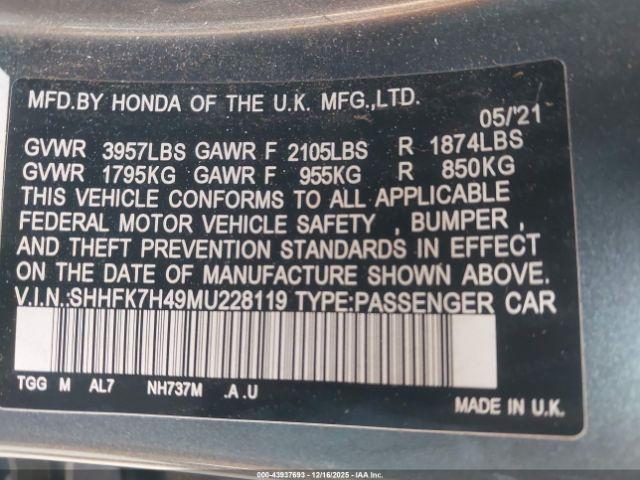 MFD.BY HONDA OF THE U.K. MFG.,LTD.
05/'21
GVWR 3957LBS GAWR F 2105LBS R 1874LBS
GVWR 1795KG GAWR F 955KG R 850KG
THIS VEHICLE CONFORMS TO ALL APPLICABLE
FEDERAL MOTOR VEHICLE SAFETY , BUMPER ,
AND THEFT PREVENTION STANDARDS IN EFFECT
ON THE DATE OF MANUFACTURE SHOWN ABOVE.
V.I.N.:SHHFK7H49MU228119 TYPE:PASSENGER CAR
TGG M AL7 NH737M .A .U
MADE IN U.K.
000-43937693 | 12/16/2025 | IAA Inc.